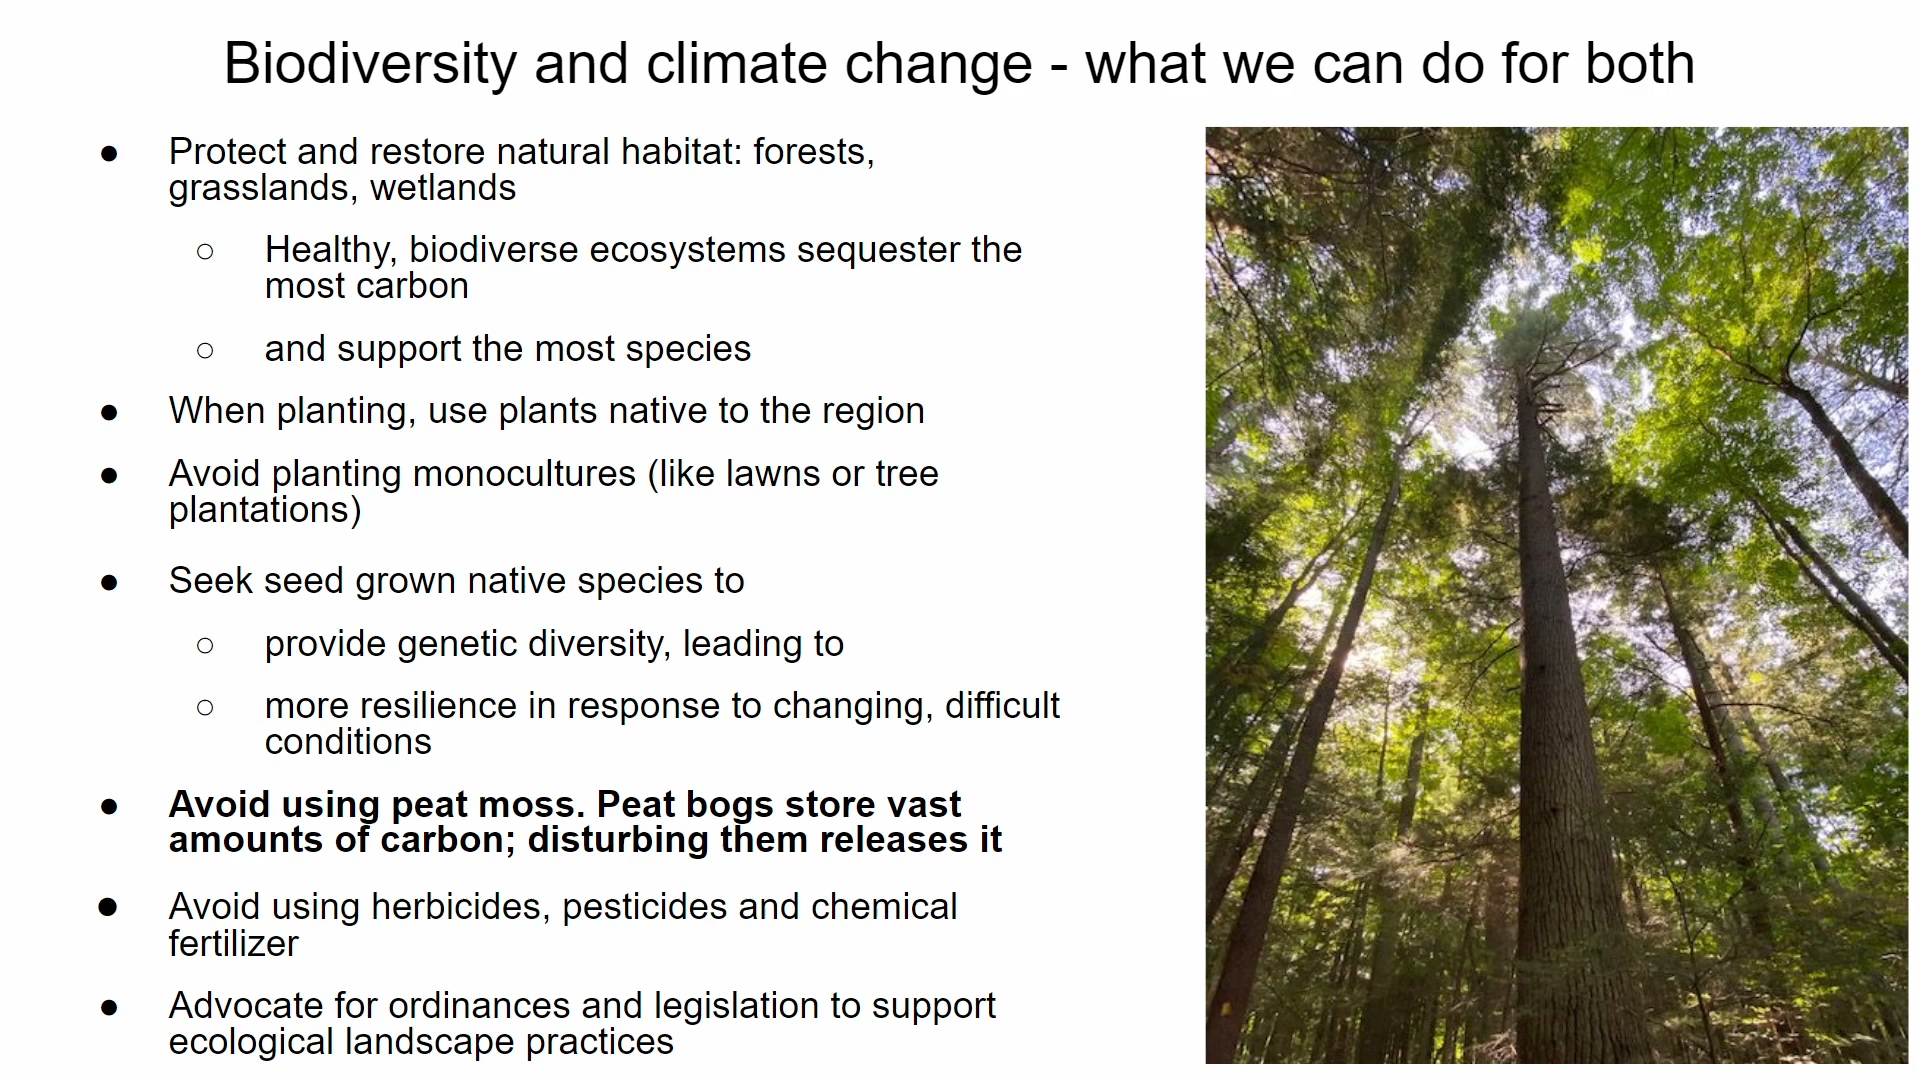 Biodiversity and climate change - what we can do for both
● Protect and restore natural habitat: forests,
grasslands, wetlands
○ Healthy, biodiverse ecosystems sequester the
most carbon
○ and support the most species
● When planting, use plants native to the region
● Avoid planting monocultures (like lawns or tree
plantations)
● Seek seed grown native species to
○ provide genetic diversity, leading to
○ more resilience in response to changing, difficult
conditions
● Avoid using peat moss. Peat bogs store vast
amounts of carbon; disturbing them releases it
● Avoid using herbicides, pesticides and chemical
fertilizer
● Advocate for ordinances and legislation to support
ecological landscape practices